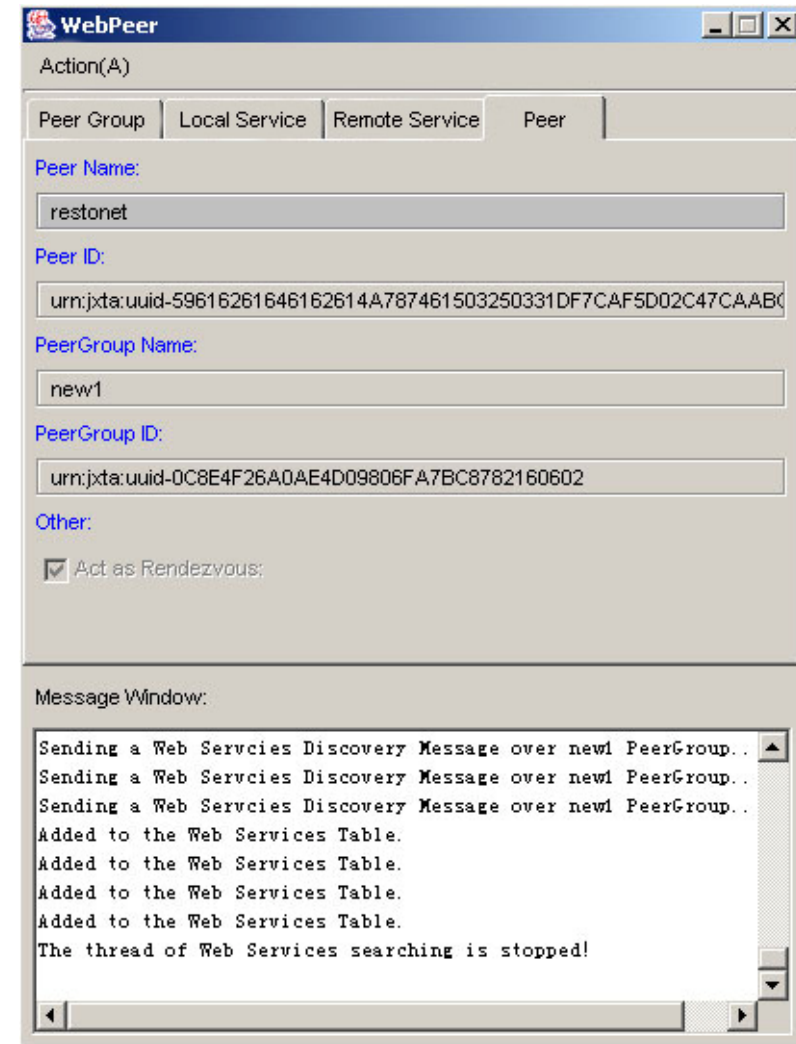 WebPeer
Action(A)
Peer Group Local Service Remote Service Peer
Peer Name:
restonet
Peer ID:
urn:jxta:uuid-59616261646162614A787461503250331DF7CAF5D02C47CAABC
PeerGroup Name:
new1
PeerGroup ID:
urn:jxta:uuid-0C8E4F26A0AE4D09806FA7BC8782160602
Other:
Act as Rendezvous:
Message Window:
Sending a Web Servcies Discovery Message over new1 PeerGroup..
Sending a Web Servcies Discovery Message over new1 PeerGroup..
Sending a Web Servcies Discovery Message over new1 PeerGroup..
Added to the Web Services Table.
Added to the Web Services Table.
Added to the Web Services Table.
Added to the Web Services Table.
The thread of Web Services searching is stopped!